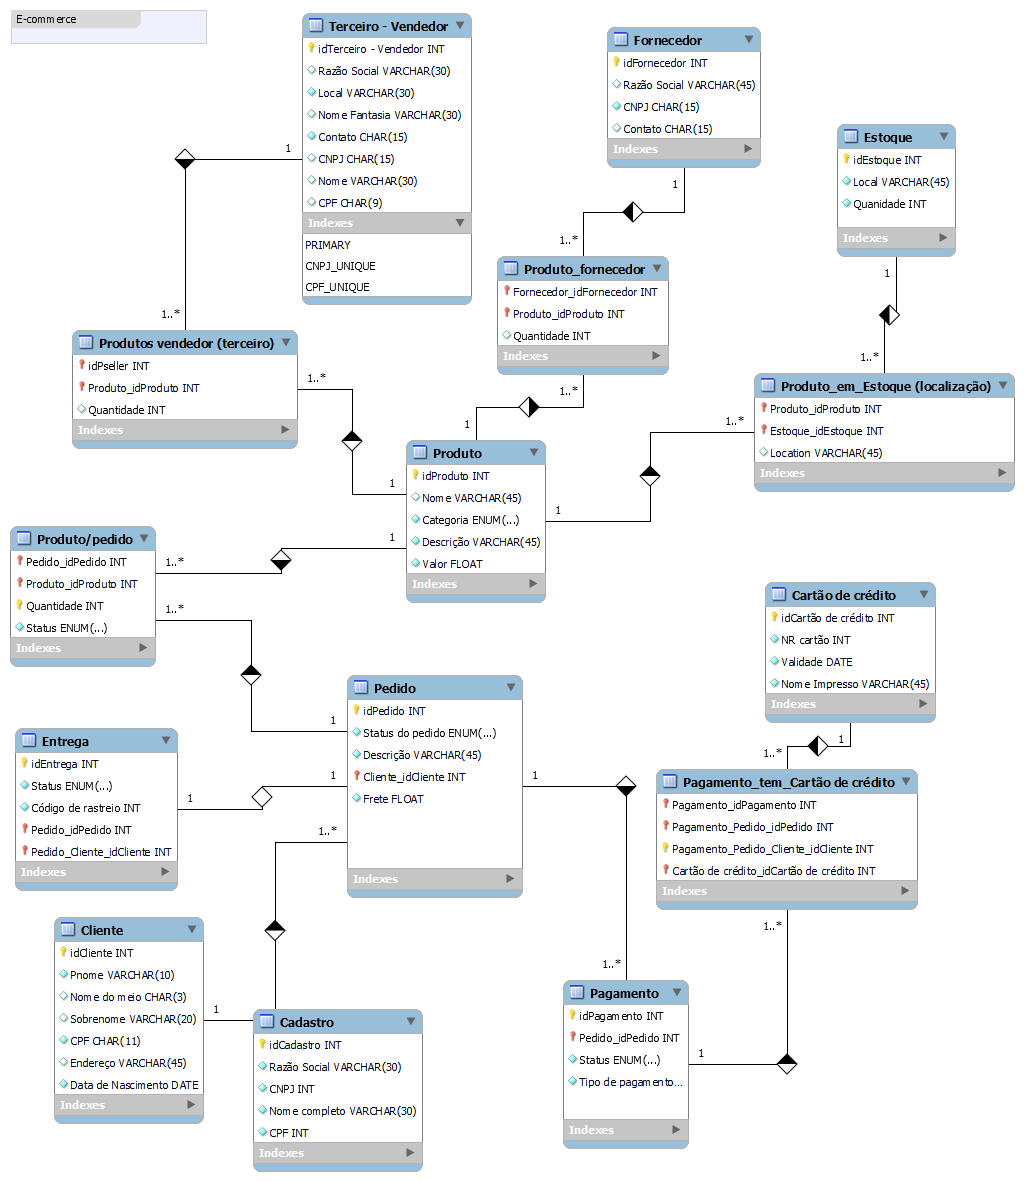 E-commerce
Terceiro - Vendedor
idTerceiro - Vendedor INT
Razão Social VARCHAR(30)
Local VARCHAR(30)
Nome Fantasia VARCHAR(30)
Contato CHAR(15)
CNPJ CHAR(15)
Nome VARCHAR(30)
CPF CHAR(9)
Indexes
PRIMARY
CNPJ_UNIQUE
CPF_UNIQUE
1
1..*
Fornecedor
idFornecedor INT
Razão Social VARCHAR(45)
CNPJ CHAR(15)
Contato CHAR(15)
Indexes
1
1..*
Estoque
idEstoque INT
Local VARCHAR(45)
Quanidade INT
Indexes
1
1..*
Produto_fornecedor
Fornecedor_idFornecedor INT
Produto_idProduto INT
Quantidade INT
Indexes
1..*
1
Produtos vendedor (terceiro)
idPseller INT
Produto_idProduto INT
Quantidade INT
Indexes
1..*
1
Produto_em_Estoque (localização)
Produto_idProduto INT
Estoque_idEstoque INT
Location VARCHAR(45)
Indexes
1..*
1
Produto
idProduto INT
Nome VARCHAR(45)
Categoria ENUM(...)
Descrição VARCHAR(45)
Valor FLOAT
Indexes
1
1..*
Produto/pedido
Pedido_idPedido INT
Produto_idProduto INT
Quantidade INT
Status ENUM(...)
Indexes
1..*
1
Cartão de crédito
idCartão de crédito INT
NR cartão INT
Validade DATE
Nome Impresso VARCHAR(45)
Indexes
1
1..*
Pedido
idPedido INT
Status do pedido ENUM(...)
Descrição VARCHAR(45)
Cliente_idCliente INT
Frete FLOAT
Indexes
1
1
1..*
1
1..*
Entrega
idEntrega INT
Status ENUM(...)
Código de rastreio INT
Pedido_idPedido INT
Pedido_Cliente_idCliente INT
Indexes
Pagamento_tem_Cartão de crédito
Pagamento_idPagamento INT
Pagamento_Pedido_idPedido INT
Pagamento_Pedido_Cliente_idCliente INT
Cartão de crédito_idCartão de crédito INT
Indexes
1..*
1
Cliente
idCliente INT
Pnome VARCHAR(10)
Nome do meio CHAR(3)
Sobrenome VARCHAR(20)
CPF CHAR(11)
Endereço VARCHAR(45)
Data de Nascimento DATE
Indexes
1
Cadastro
idCadastro INT
Razão Social VARCHAR(30)
CNPJ INT
Nome completo VARCHAR(30)
CPF INT
Indexes
Pagamento
idPagamento INT
Pedido_idPedido INT
Status ENUM(...)
Tipo de pagamento...
Indexes